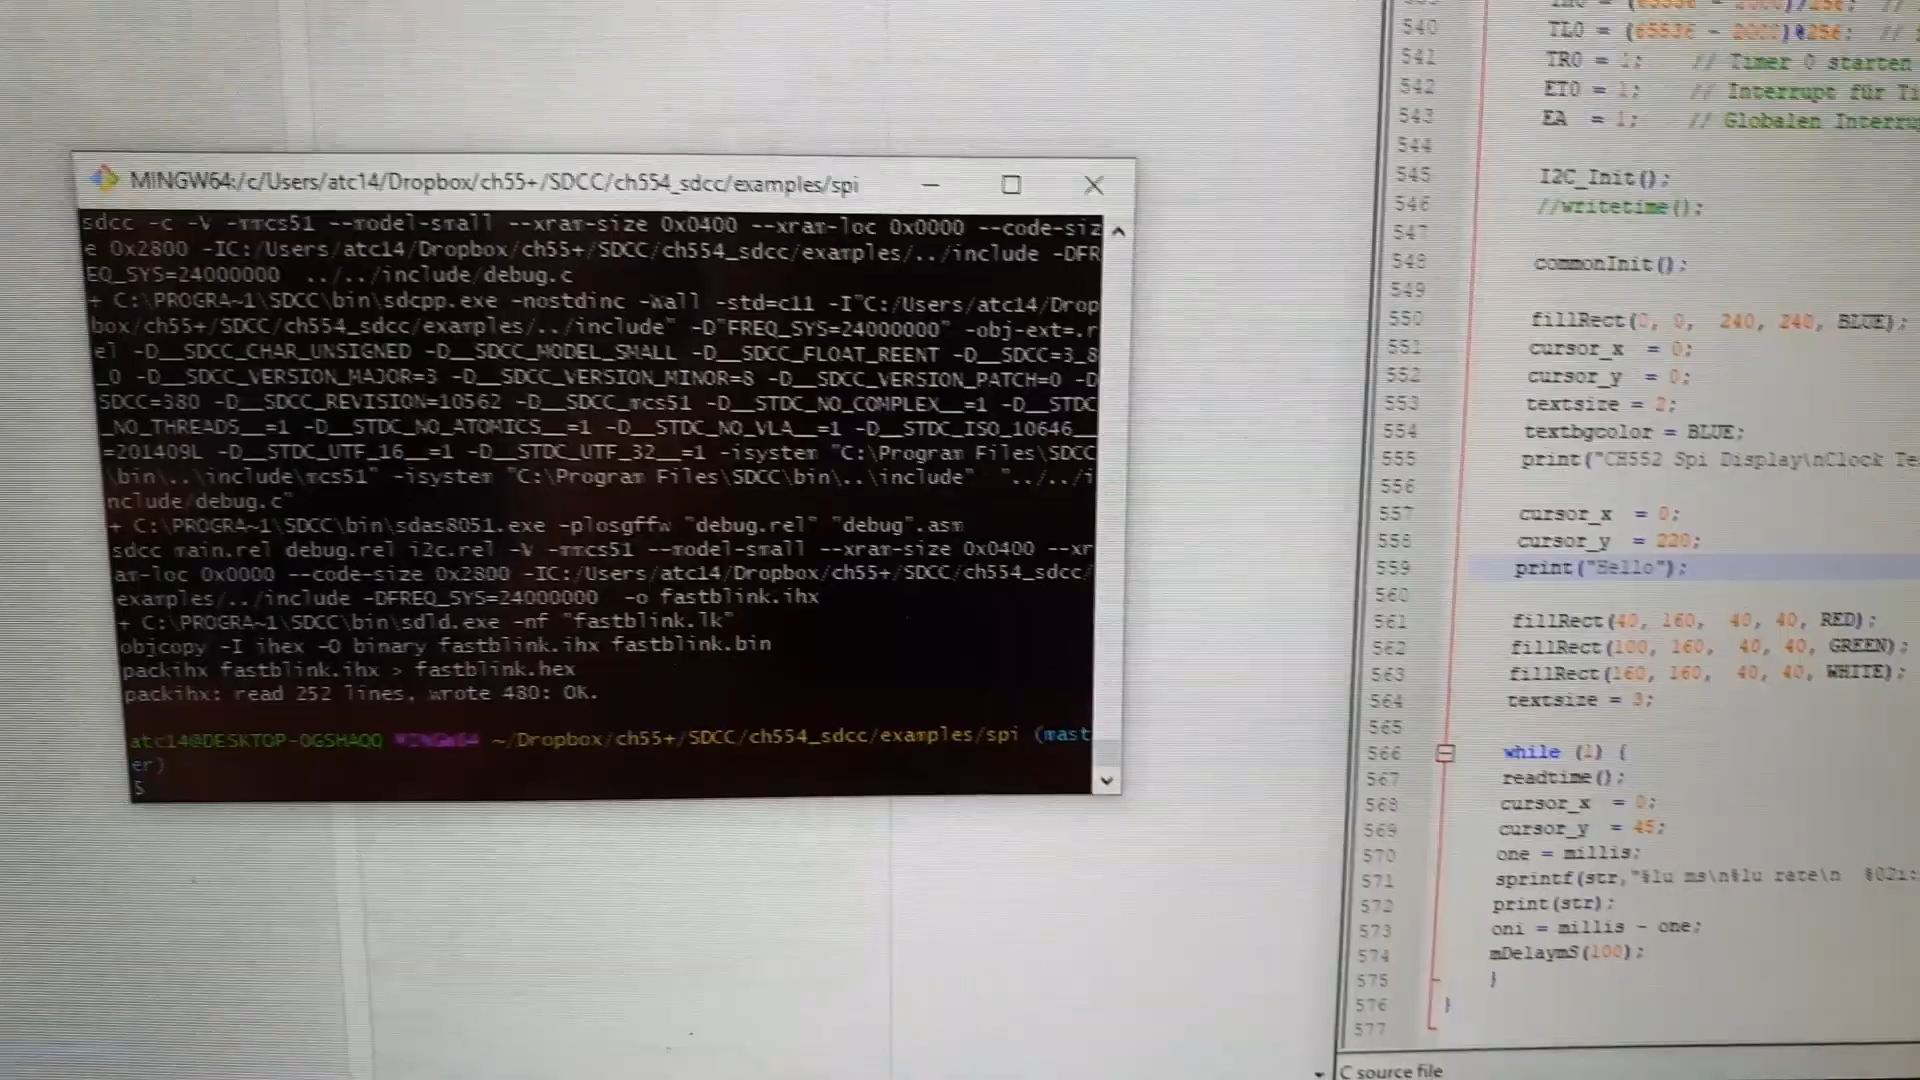 MINGW64:/c/Users/atc14/Dropbox/ch55+/SDCC/ch554_sdcc/examples/spi
sdcc -c -V -mmcs51 --model-small --xram-size 0x0400 --xram-loc 0x0000 --code-siz
e 0x2800 -IC:/Users/atc14/Dropbox/ch55+/SDCC/ch554_sdcc/examples/../include -DFR
EQ_SYS=24000000  ../../include/debug.c
+ C:\PROGRA~1\SDCC\bin\sdcpp.exe -nostdinc -Wall -std=c11 -I"C:/Users/atc14/Drop
box/ch55+/SDCC/ch554_sdcc/examples/../include" -D"FREQ_SYS=24000000" -obj-ext=.r
el -D__SDCC_CHAR_UNSIGNED -D__SDCC_MODEL_SMALL -D__SDCC_FLOAT_REENT -D__SDCC=3_8
_0 -D__SDCC_VERSION_MAJOR=3 -D__SDCC_VERSION_MINOR=8 -D__SDCC_VERSION_PATCH=0 -D
SDCC=380 -D__SDCC_REVISION=10562 -D__SDCC_mcs51 -D__STDC_NO_COMPLEX__=1 -D__STDC
_NO_THREADS__=1 -D__STDC_NO_ATOMICS__=1 -D__STDC_NO_VLA__=1 -D__STDC_ISO_10646__
=201409L -D__STDC_UTF_16__=1 -D__STDC_UTF_32__=1 -isystem "C:\Program Files\SDCC
\bin\..\include\mcs51" -isystem "C:\Program Files\SDCC\bin\..\include"  "../../i
nclude/debug.c"
+ C:\PROGRA~1\SDCC\bin\sdas8051.exe -plosgffw "debug.rel" "debug".asm
sdcc main.rel debug.rel i2c.rel -V -mmcs51 --model-small --xram-size 0x0400 --xr
am-loc 0x0000 --code-size 0x2800 -IC:/Users/atc14/Dropbox/ch55+/SDCC/ch554_sdcc/
examples/../include -DFREQ_SYS=24000000  -o fastblink.ihx
+ C:\PROGRA~1\SDCC\bin\sdld.exe -nf "fastblink.lk"
objcopy -I ihex -O binary fastblink.ihx fastblink.bin
packihx fastblink.ihx > fastblink.hex
packihx: read 252 lines, wrote 480: OK.
atc14@DESKTOP-0GSHAQQ MINGW64 ~/Dropbox/ch55+/SDCC/ch554_sdcc/examples/spi (mast
er)
$
540 TL0 = (65536 - 2000)%256; //
541 TR0 = 1; // Timer 0 starten
542 ET0 = 1; // Interrupt für Ti
543 EA = 1; // Globalen Interru
544
545 I2C_Init();
546 //writetime();
547
548 commonInit();
549
550 fillRect(0, 0, 240, 240, BLUE);
551 cursor_x = 0;
552 cursor_y = 0;
553 textsize = 2;
554 textbgcolor = BLUE;
555 print("CH552 Spi Display\nClock Te
556
557 cursor_x = 0;
558 cursor_y = 220;
559 print("Hello");
560
561 fillRect(40, 160, 40, 40, RED);
562 fillRect(100, 160, 40, 40, GREEN);
563 fillRect(160, 160, 40, 40, WHITE);
564 textsize = 3;
565
566 while (1) {
567 readtime();
568 cursor_x = 0;
569 cursor_y = 45;
570 one = millis;
571 sprintf(str,"%lu ms\n%lu rate\n %02i:
572 print(str);
573 oni = millis - one;
574 mDelaymS(100);
575 }
576 }
577
C source file